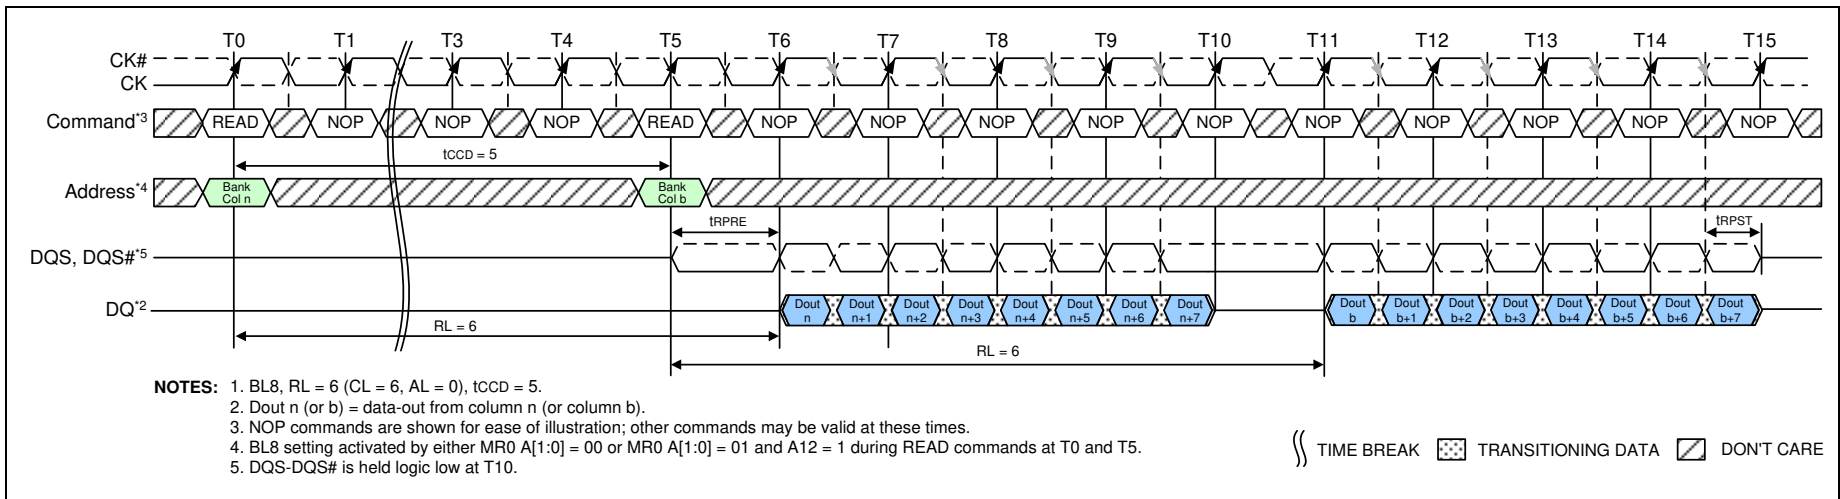 T0 T1 T3 T4 T5 T6 T7 T8 T9 T10 T11 T12 T13 T14 T15
CK#
CK
Command*3 READ NOP NOP NOP READ NOP NOP NOP NOP NOP NOP NOP NOP NOP NOP
tCCD = 5
Address*4 Bank Col n Bank Col b
tRPRE tRPST
DQS, DQS#*5
DQ*2 Dout n Dout n+1 Dout n+2 Dout n+3 Dout n+4 Dout n+5 Dout n+6 Dout n+7 Dout b Dout b+1 Dout b+2 Dout b+3 Dout b+4 Dout b+5 Dout b+6 Dout b+7
RL = 6
RL = 6
NOTES: 1. BL8, RL = 6 (CL = 6, AL = 0), tCCD = 5.
2. Dout n (or b) = data-out from column n (or column b).
3. NOP commands are shown for ease of illustration; other commands may be valid at these times.
4. BL8 setting activated by either MR0 A[1:0] = 00 or MR0 A[1:0] = 01 and A12 = 1 during READ commands at T0 and T5.
5. DQS-DQS# is held logic low at T10.
TIME BREAK TRANSITIONING DATA DON'T CARE